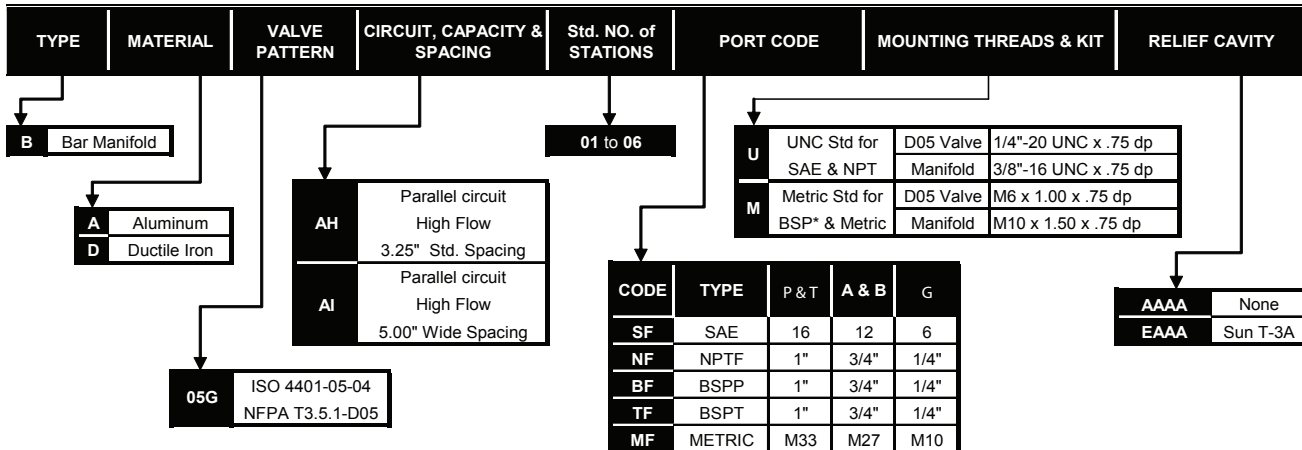 TYPE
MATERIAL
VALVE
PATTERN
CIRCUIT, CAPACITY &
SPACING
Std. NO. of
STATIONS
PORT CODE
MOUNTING THREADS & KIT
RELIEF CAVITY
B Bar Manifold
A Aluminum
D Ductile Iron
05G
ISO 4401-05-04
NFPA T3.5.1-D05
AH
Parallel circuit
High Flow
3.25" Std. Spacing
AI
Parallel circuit
High Flow
5.00" Wide Spacing
01 to 06
CODE TYPE P & T A & B G
SF SAE 16 12 6
NF NPTF 1" 3/4" 1/4"
BF BSPP 1" 3/4" 1/4"
TF BSPT 1" 3/4" 1/4"
MF METRIC M33 M27 M10
U
UNC Std for D05 Valve 1/4"-20 UNC x .75 dp
SAE & NPT Manifold 3/8"-16 UNC x .75 dp
M
Metric Std for D05 Valve M6 x 1.00 x .75 dp
BSP* & Metric Manifold M10 x 1.50 x .75 dp
AAAA None
EAAA Sun T-3A